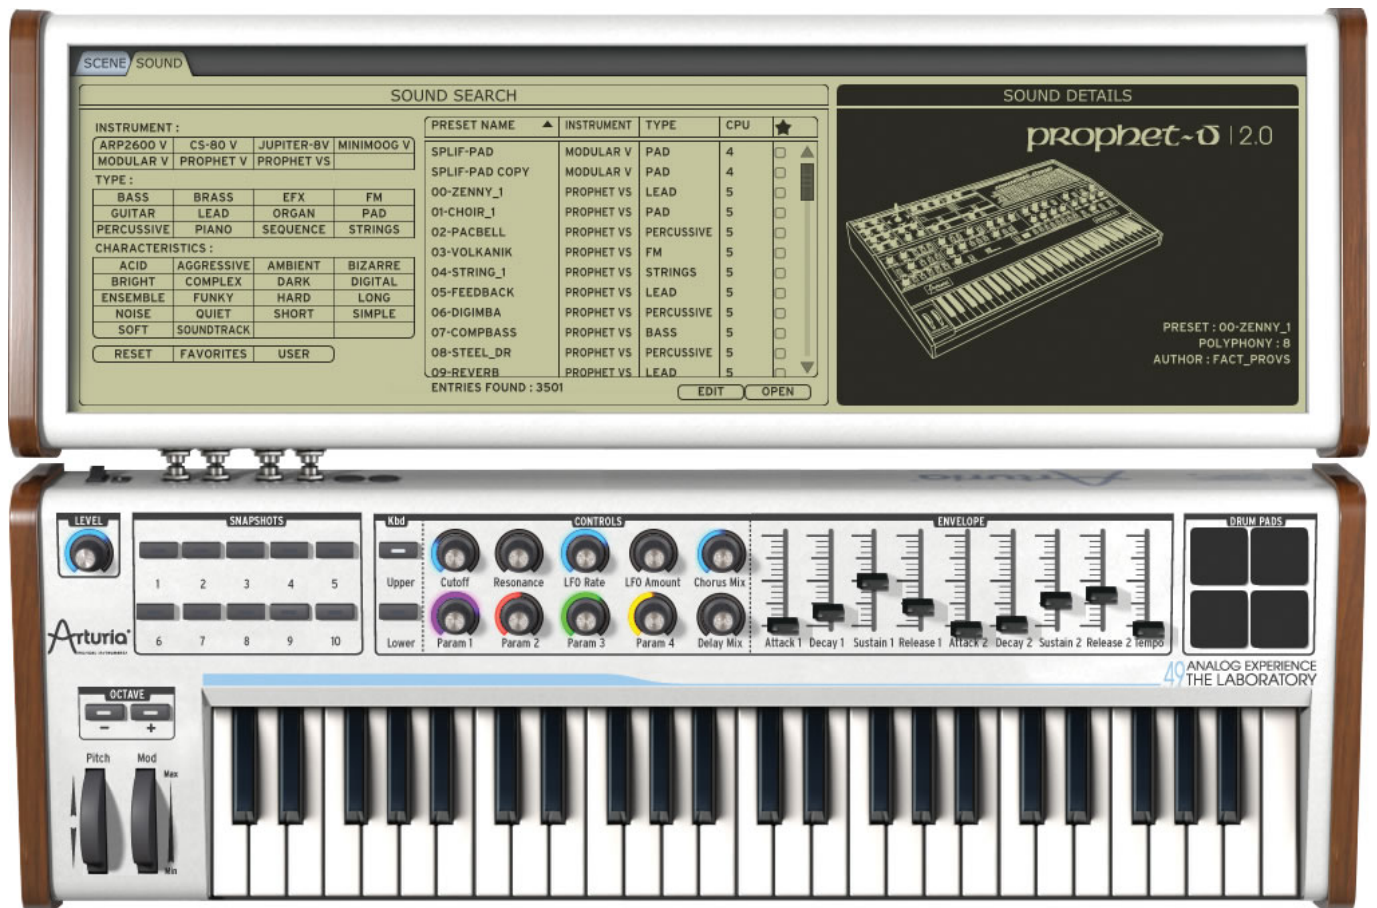 SCENE SOUND
SOUND SEARCH
INSTRUMENT :
ARP2600 V CS-80 V JUPITER-8V MINIMOOG V
MODULAR V PROPHET V PROPHET VS
TYPE :
BASS BRASS EFX FM
GUITAR LEAD ORGAN PAD
PERCUSSIVE PIANO SEQUENCE STRINGS
CHARACTERISTICS :
ACID AGGRESSIVE AMBIENT BIZARRE
BRIGHT COMPLEX DARK DIGITAL
ENSEMBLE FUNKY HARD LONG
NOISE QUIET SHORT SIMPLE
SOFT SOUNDTRACK
RESET FAVORITES USER
PRESET NAME INSTRUMENT TYPE CPU
SPLIF-PAD MODULAR V PAD 4
SPLIF-PAD COPY MODULAR V PAD 4
00-ZENNY_1 PROPHET VS LEAD 5
01-CHOIR_1 PROPHET VS PAD 5
02-PACBELL PROPHET VS PERCUSSIVE 5
03-VOLKANIK PROPHET VS FM 5
04-STRING_1 PROPHET VS STRINGS 5
05-FEEDBACK PROPHET VS LEAD 5
06-DIGIMBA PROPHET VS PERCUSSIVE 5
07-COMPBASS PROPHET VS BASS 5
08-STEEL_DR PROPHET VS PERCUSSIVE 5
09-REVERB PROPHET VS LEAD 5
ENTRIES FOUND : 3501
EDIT OPEN
SOUND DETAILS
prophet-v | 2.0
Arturia
PRESET : 00-ZENNY_1
POLYPHONY : 8
AUTHOR : FACT_PROVS
Arturia
LEVEL SNAPSHOTS Kbd CONTROLS ENVELOPE DRUM PADS
1 2 3 4 5
6 7 8 9 10
Upper
Lower
Cutoff Resonance LFO Rate LFO Amount Chorus Mix
Param 1 Param 2 Param 3 Param 4 Delay Mix
Attack 1 Decay 1 Sustain 1 Release 1 Attack 2 Decay 2 Sustain 2 Release 2 Tempo
Arturia
49 ANALOG EXPERIENCE
THE LABORATORY
OCTAVE
- +
Pitch Mod
Max
Min